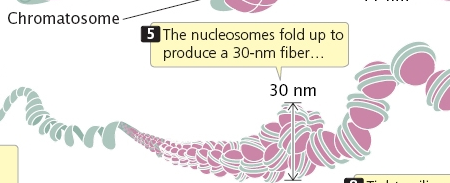 Chromatosome
5 The nucleosomes fold up to
produce a 30-nm fiber…
30 nm